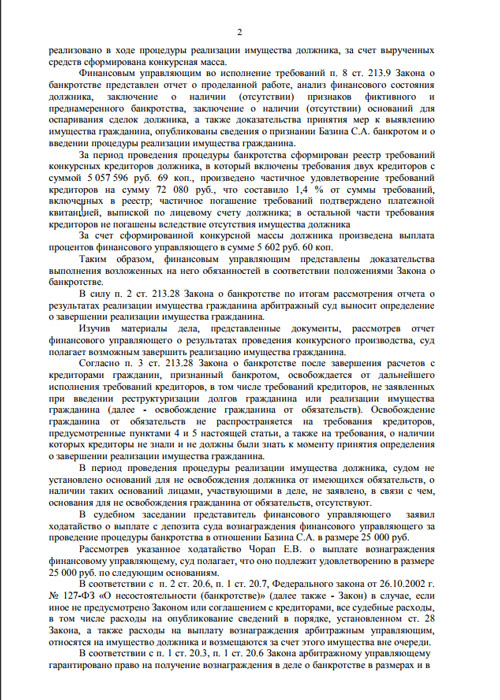 2
реализовано в ходе процедуры реализации имущества должника, за счет вырученных
средств сформирована конкурсная масса.
Финансовым управляющим во исполнение требований п. 8 ст. 213.9 Закона о
банкротстве представлен отчет о проделанной работе, анализ финансового состояния
должника, заключение о наличии (отсутствии) признаков фиктивного и
преднамеренного банкротства, заключение о наличии (отсутствии) оснований для
оспаривания сделок должника, а также доказательства принятия мер к выявлению
имущества гражданина, опубликованы сведения о признании Базина С.А. банкротом и о
введении процедуры реализации имущества гражданина.
За период проведения процедуры банкротства сформирован реестр требований
конкурсных кредиторов должника, в который включены требования двух кредиторов с
суммой 5 057 596 руб. 69 коп., произведено частичное удовлетворение требований
кредиторов на сумму 72 080 руб., что составило 1,4 % от суммы требований,
включенных в реестр; частичное погашение требований подтверждено платежной
квитанцией, выпиской по лицевому счету должника; в остальной части требования
кредиторов не погашены вследствие отсутствия имущества должника
За счет сформированной конкурсной массы должника произведена выплата
процентов финансового управляющего в сумме 5 602 руб. 60 коп.
Таким образом, финансовым управляющим представлены доказательства
выполнения возложенных на него обязанностей в соответствии положениями Закона о
банкротстве.
В силу п. 2 ст. 213.28 Закона о банкротстве по итогам рассмотрения отчета о
результатах реализации имущества гражданина арбитражный суд выносит определение
о завершении реализации имущества гражданина.
Изучив материалы дела, представленные документы, рассмотрев отчет
финансового управляющего о результатах проведения конкурсного производства, суд
полагает возможным завершить реализацию имущества гражданина.
Согласно п. 3 ст. 213.28 Закона о банкротстве после завершения расчетов с
кредиторами гражданин, признанный банкротом, освобождается от дальнейшего
исполнения требований кредиторов, в том числе требований кредиторов, не заявленных
при введении реструктуризации долгов гражданина или реализации имущества
гражданина (далее - освобождение гражданина от обязательств). Освобождение
гражданина от обязательств не распространяется на требования кредиторов,
предусмотренные пунктами 4 и 5 настоящей статьи, а также на требования, о наличии
которых кредиторы не знали и не должны были знать к моменту принятия определения
о завершении реализации имущества гражданина.
В период проведения процедуры реализации имущества должника, судом не
установлено оснований для не освобождения должника от имеющихся обязательств, о
наличии таких оснований лицами, участвующими в деле, не заявлено, в связи с чем,
основания для не освобождения гражданина от обязательств, отсутствуют.
В судебном заседании представитель финансового управляющего заявил
ходатайство о выплате с депозита суда вознаграждения финансового управляющего за
проведение процедуры банкротства в отношении Базина С.А. в размере 25 000 руб.
Рассмотрев указанное ходатайство Чорап Е.В. о выплате вознаграждения
финансовому управляющему, суд полагает, что оно подлежит удовлетворению в размере
25 000 руб. по следующим основаниям.
В соответствии с п. 2 ст. 20.6, п. 1 ст. 20.7, Федерального закона от 26.10.2002 г.
№ 127-ФЗ «О несостоятельности (банкротстве)» (далее также - Закон) в случае, если
иное не предусмотрено Законом или соглашением с кредиторами, все судебные расходы,
в том числе расходы на опубликование сведений в порядке, установленном ст. 28
Закона, а также расходы на выплату вознаграждения арбитражным управляющим,
относятся на имущество должника и возмещаются за счет этого имущества вне очереди.
В соответствии с п. 1 ст. 20.3, п. 1 ст. 20.6 Закона арбитражному управляющему
гарантировано право на получение вознаграждения в деле о банкротстве в размерах и в